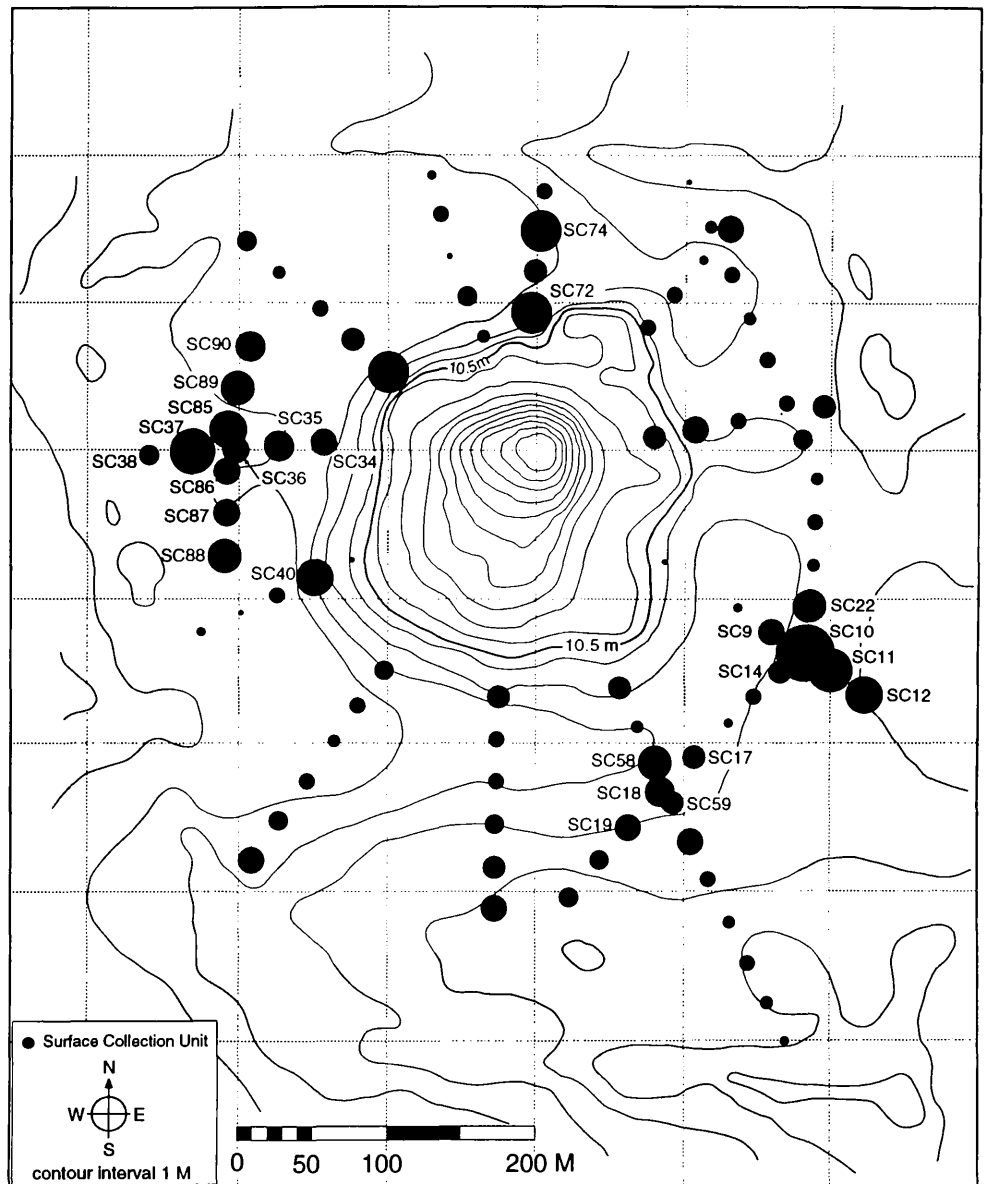 SC74
SC72
10.5m
SC90
SC89
SC85
SC35
SC37
SC38
SC34
SC36
SC86
SC87
SC88
SC40
SC22
SC9
SC10
10.5 m
SC11
SC14
SC12
SC58
SC17
SC18
SC59
SC19
Surface Collection Unit
N
W E
S
contour interval 1 M
0 50 100 200 M